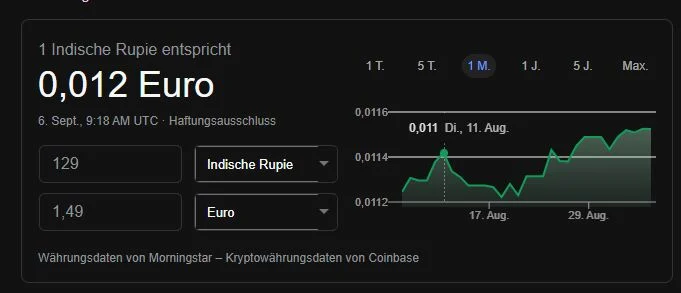 1 Indische Rupie entspricht
0,012 Euro
6. Sept., 9:18 AM UTC · Haftungsausschluss
129 Indische Rupie
1,49 Euro
1 T. 5 T. 1 M. 1 J. 5 J. Max.
0,0116
0,011 Di., 11. Aug.
0,0114
0,0112
17. Aug. 29. Aug.
Währungsdaten von Morningstar – Kryptowährungsdaten von Coinbase